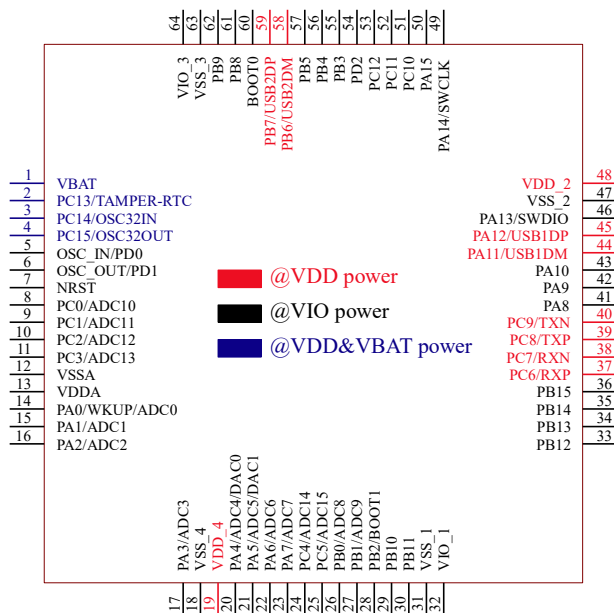 64
63
62
61
60
59
58
57
56
55
54
53
52
51
50
49
VIO_3
VSS_3
PB9
PB8
BOOT0
PB7/USB2DP
PB6/USB2DM
PB5
PB4
PB3
PD2
PC12
PC11
PC10
PA15
PA14/SWCLK
1 VBAT
2 PC13/TAMPER-RTC
3 PC14/OSC32IN
4 PC15/OSC32OUT
5 OSC_IN/PD0
6 OSC_OUT/PD1
7 NRST
8 PC0/ADC10
9 PC1/ADC11
10 PC2/ADC12
11 PC3/ADC13
12 VSSA
13 VDDA
14 PA0/WKUP/ADC0
15 PA1/ADC1
16 PA2/ADC2
@VDD power
@VIO power
@VDD&VBAT power
VDD_2 48
VSS_2 47
PA13/SWDIO 46
PA12/USB1DP 45
PA11/USB1DM 44
PA10 43
PA9 42
PA8 41
PC9/TXN 40
PC8/TXP 39
PC7/RXN 38
PC6/RXP 37
PB15 36
PB14 35
PB13 34
PB12 33
PA3/ADC3
VSS_4
VDD_4
PA4/ADC4/DAC0
PA5/ADC5/DAC1
PA6/ADC6
PA7/ADC7
PC4/ADC14
PC5/ADC15
PB0/ADC8
PB1/ADC9
PB2/BOOT1
PB10
PB11
VSS_1
VIO_1
17
18
19
20
21
22
23
24
25
26
27
28
29
30
31
32